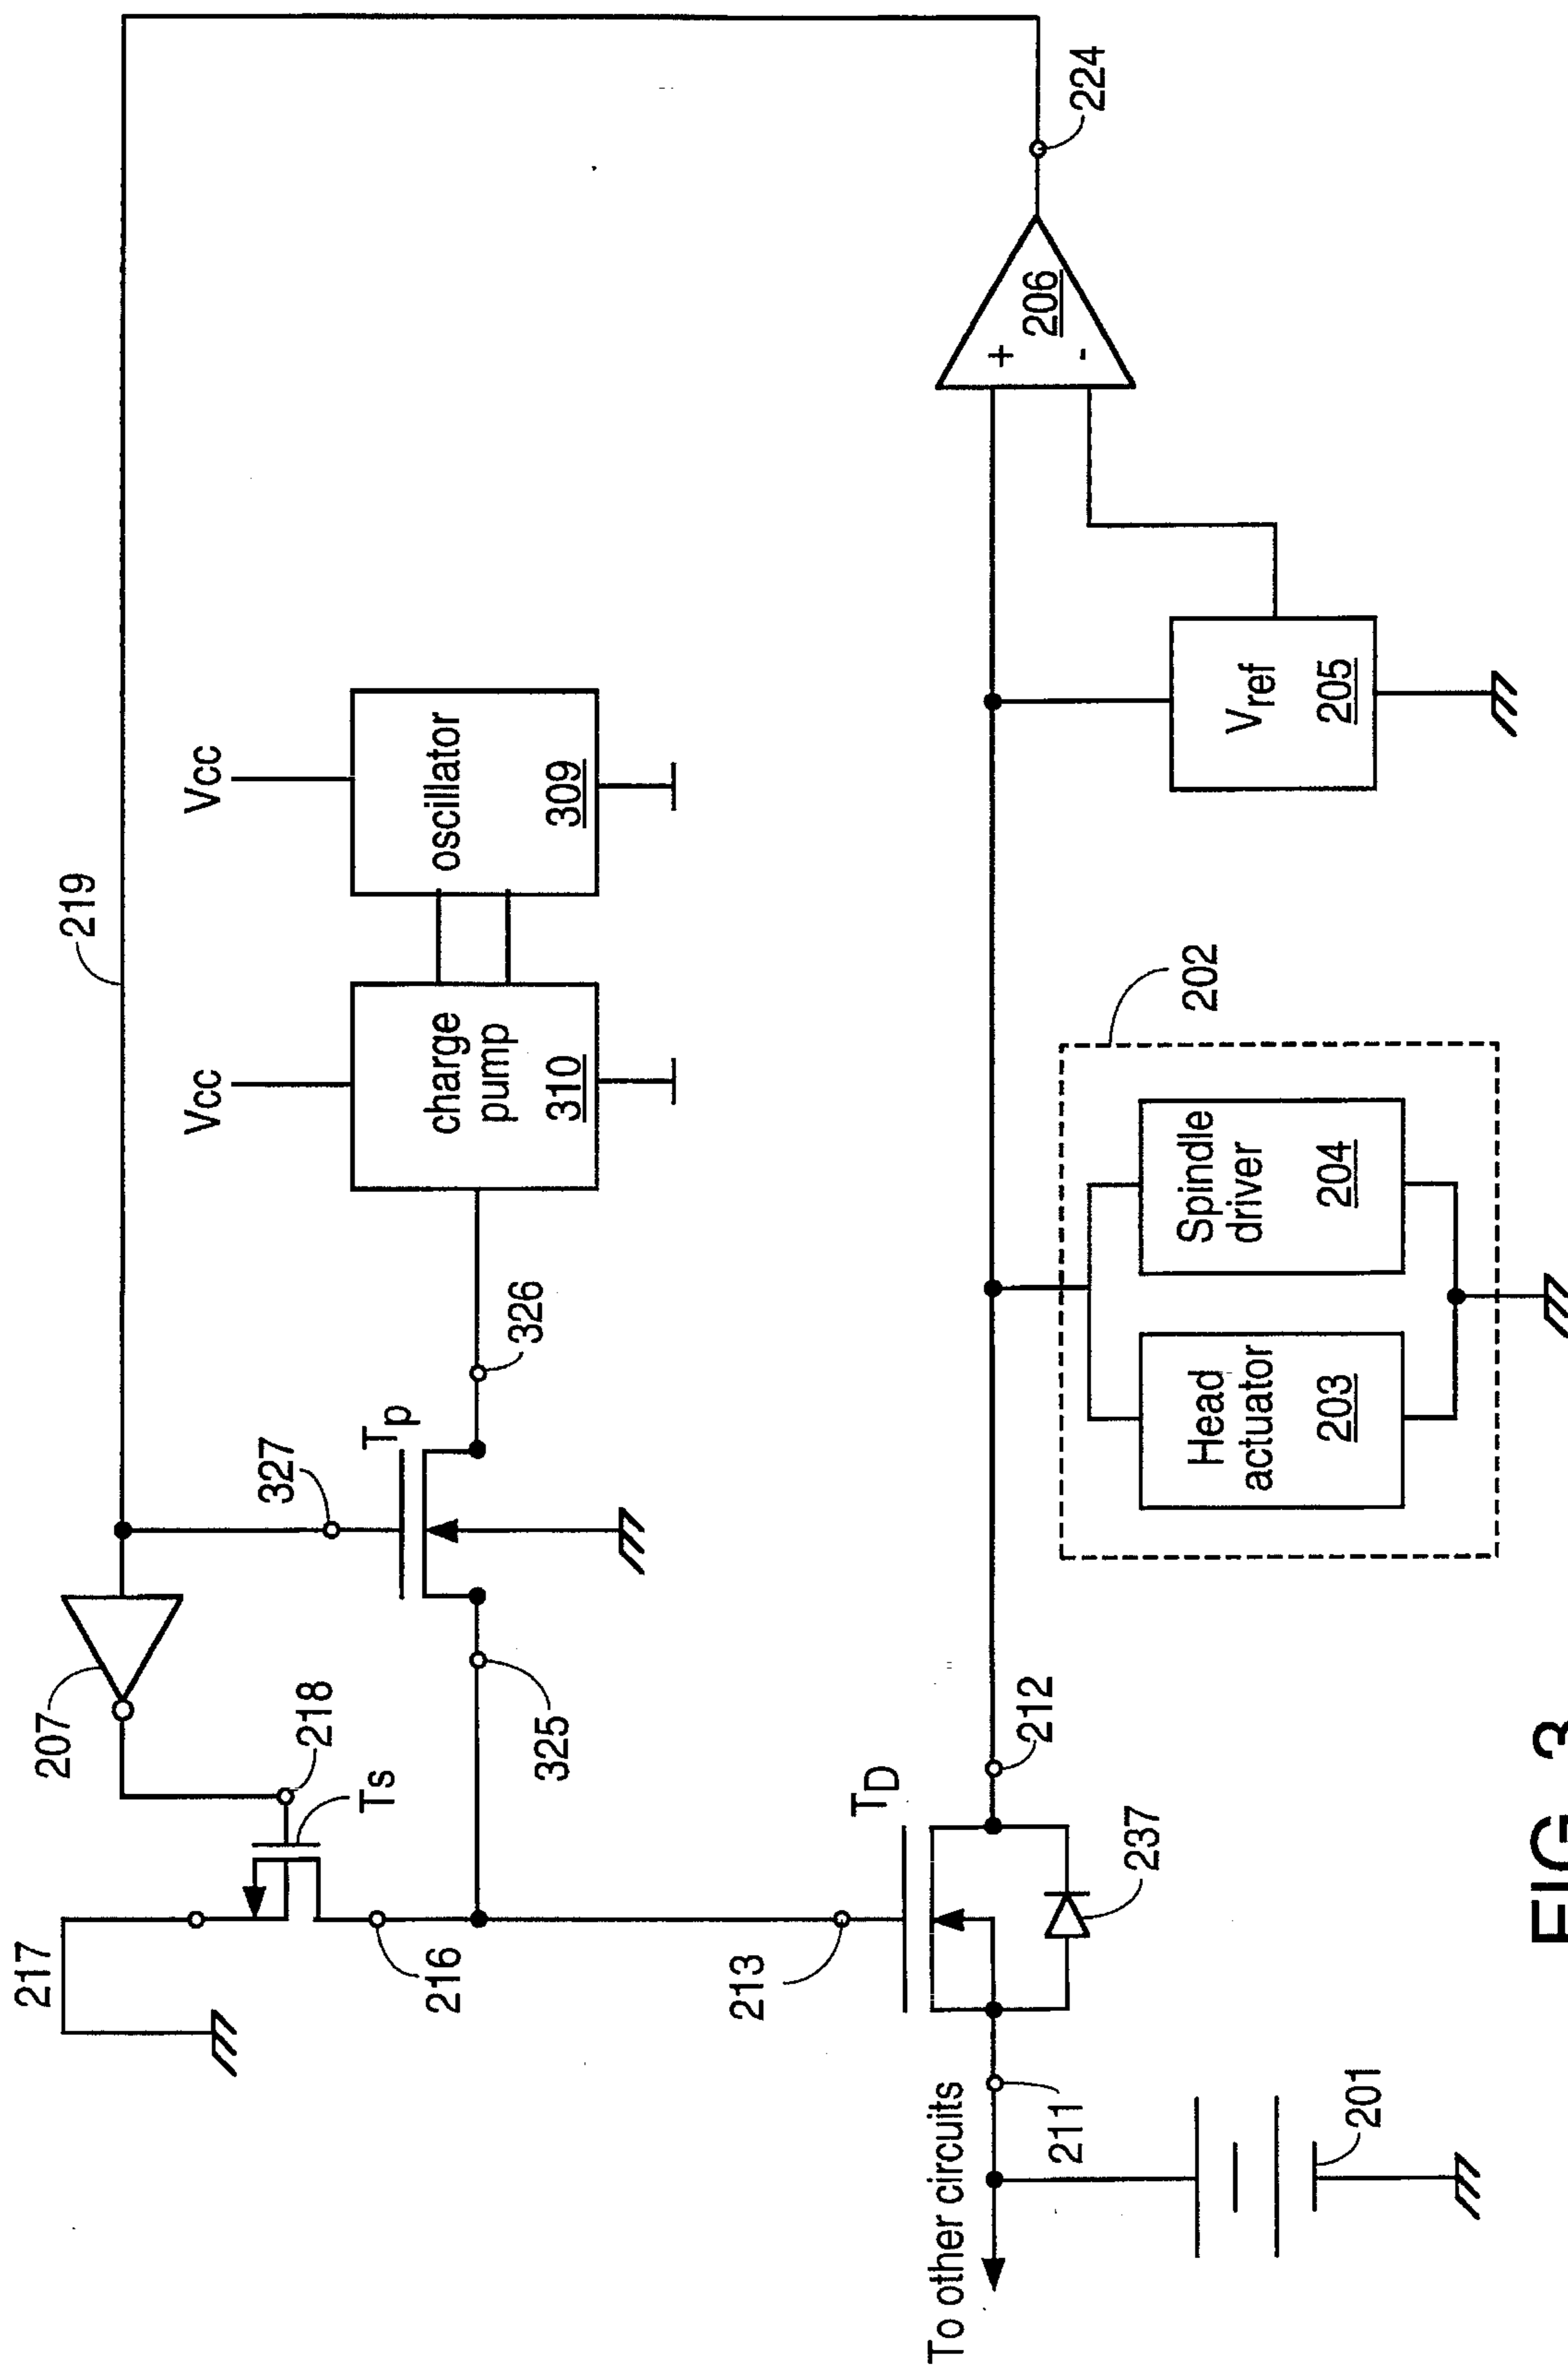 219
224
207
218
Ts
217
216
327
Tp
326
325
Vcc
charge
pump
310
Vcc
oscillator
309
213
TD
212
237
To other circuits
211
201
202
Head
actuator
203
Spindle
driver
204
Vref
205
+
-
206
FIG. 3